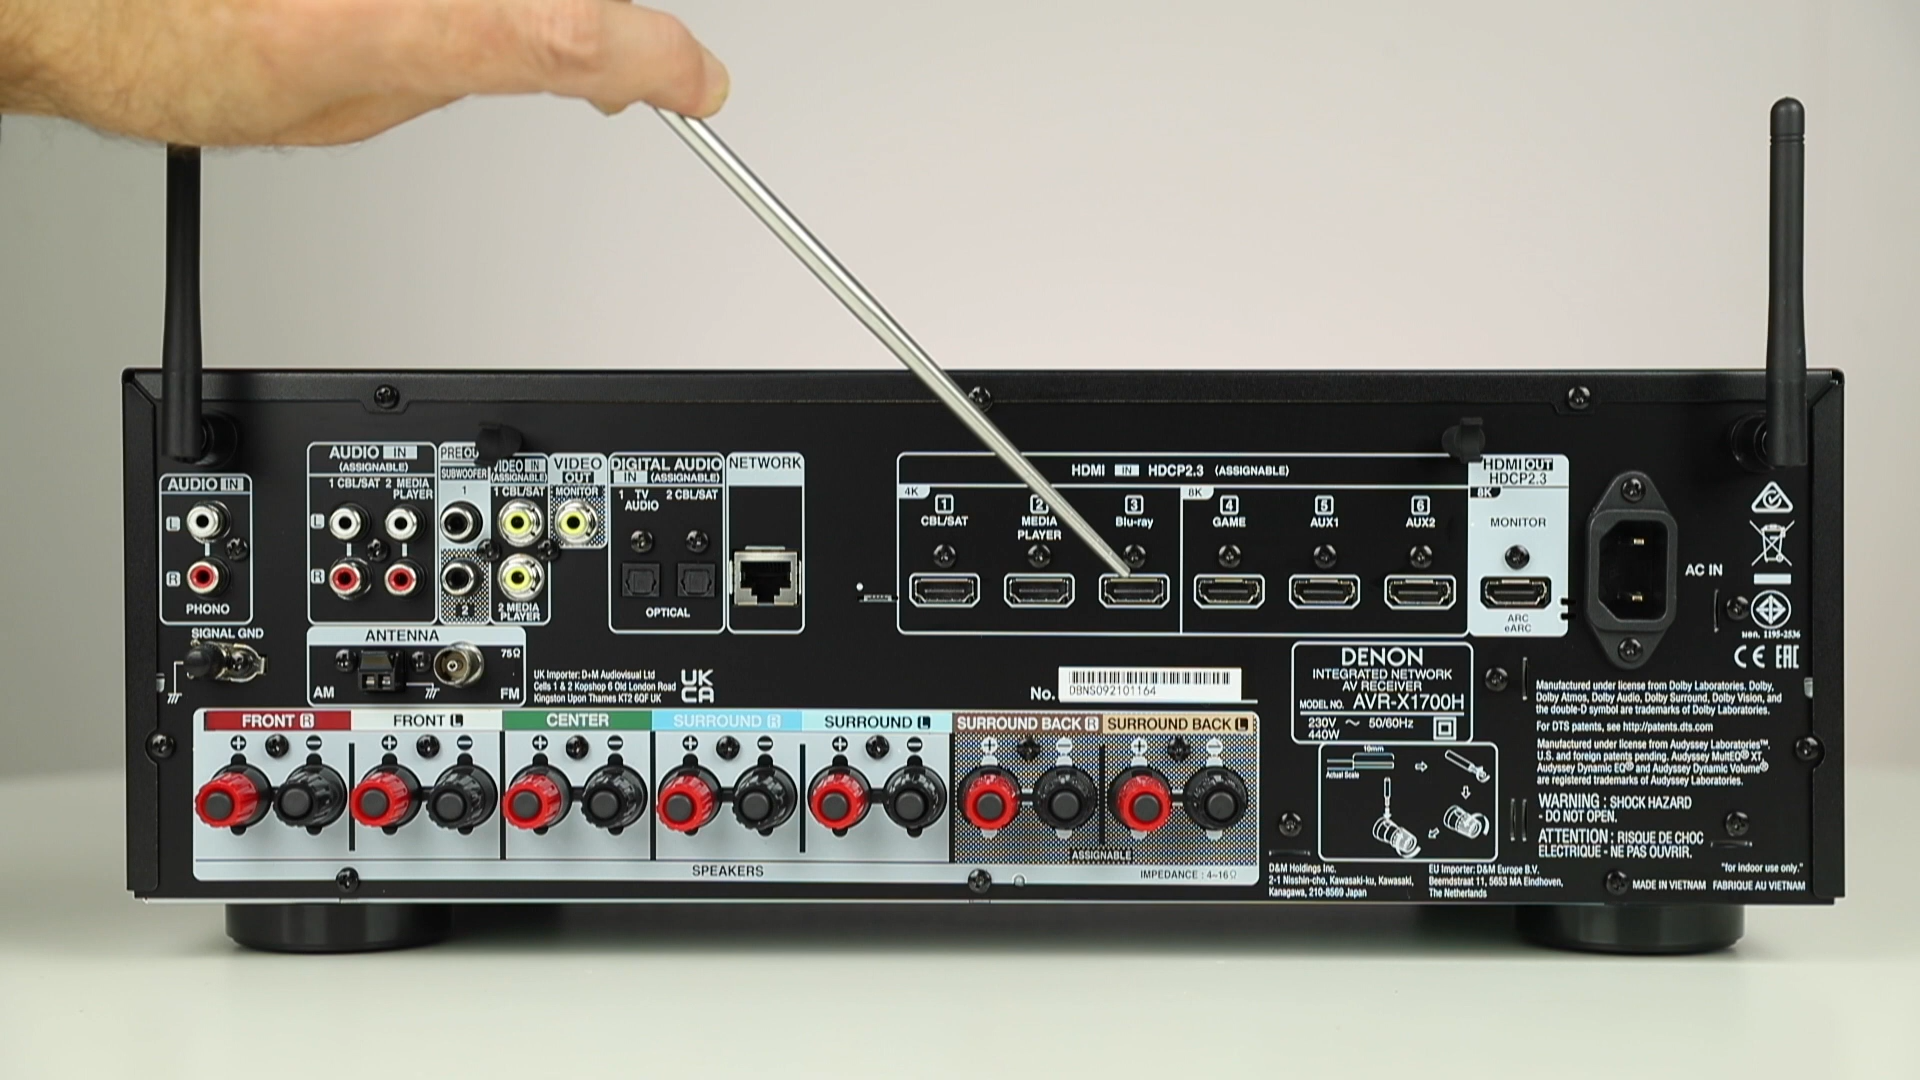 AUDIO IN
L
R
PHONO
SIGNAL GND
AUDIO IN
(ASSIGNABLE)
1 CBL/SAT 2 MEDIA
PLAYER
L
R
SUBWOOFER
1
2
VIDEO IN
(ASSIGNABLE)
1 CBL/SAT
2 MEDIA
PLAYER
VIDEO
OUT
MONITOR
DIGITAL AUDIO
IN (ASSIGNABLE)
1 TV 2 CBL/SAT
AUDIO
OPTICAL
NETWORK
HDMI IN HDCP2.3 (ASSIGNABLE)
4K
8K
1
CBL/SAT
2
MEDIA
PLAYER
3
Blu-ray
4
GAME
5
AUX1
6
AUX2
HDMI OUT
HDCP2.3
8K
MONITOR
ARC
eARC
AC IN
มอก. 1195-2536
CE EAC
ANTENNA
75Ω
AM
FM
UK Importer: D+M Audiovisual Ltd
Cells 1 & 2 Kopshop 6 Old London Road
Kingston Upon Thames KT2 6QF UK
UK
CA
No.
DBNS092101164
DENON
INTEGRATED NETWORK
AV RECEIVER
MODEL NO. AVR-X1700H
230V ~ 50/60Hz
440W
10mm
Actual Scale
Manufactured under license from Dolby Laboratories. Dolby,
Dolby Atmos, Dolby Audio, Dolby Surround, Dolby Vision, and
the double-D symbol are trademarks of Dolby Laboratories.
For DTS patents, see http://patents.dts.com
Manufactured under license from Audyssey Laboratories™.
U.S. and foreign patents pending. Audyssey MultEQ® XT,
Audyssey Dynamic EQ® and Audyssey Dynamic Volume®
are registered trademarks of Audyssey Laboratories.
WARNING : SHOCK HAZARD
- DO NOT OPEN.
ATTENTION : RISQUE DE CHOC
ELECTRIQUE - NE PAS OUVRIR.
"for indoor use only."
MADE IN VIETNAM FABRIQUE AU VIETNAM
FRONT R
FRONT L
CENTER
SURROUND R
SURROUND L
SURROUND BACK R
SURROUND BACK L
ASSIGNABLE
SPEAKERS
IMPEDANCE : 4~16Ω
D&M Holdings Inc.
2-1 Nisshin-cho, Kawasaki-ku, Kawasaki,
Kanagawa, 210-8569 Japan
EU Importer: D&M Europe B.V.
Beemdstraat 11, 5653 MA Eindhoven,
The Netherlands